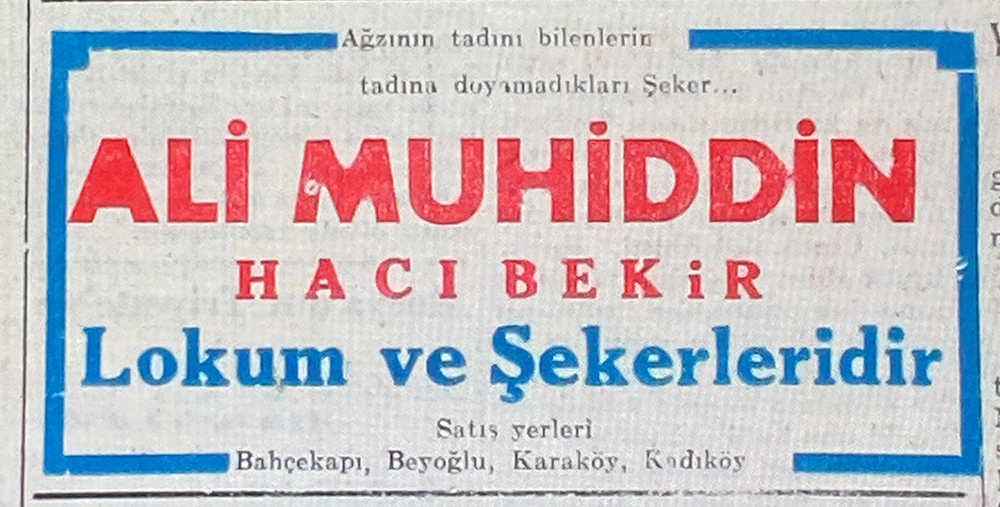 Ağzının tadını bilenlerin
tadına doyamadıkları Şeker...
ALİ MUHİDDİN
HACI BEKiR
Lokum ve Şekerleridir
Satış yerleri
Bahçekapı, Beyoğlu, Karaköy, Kadıköy